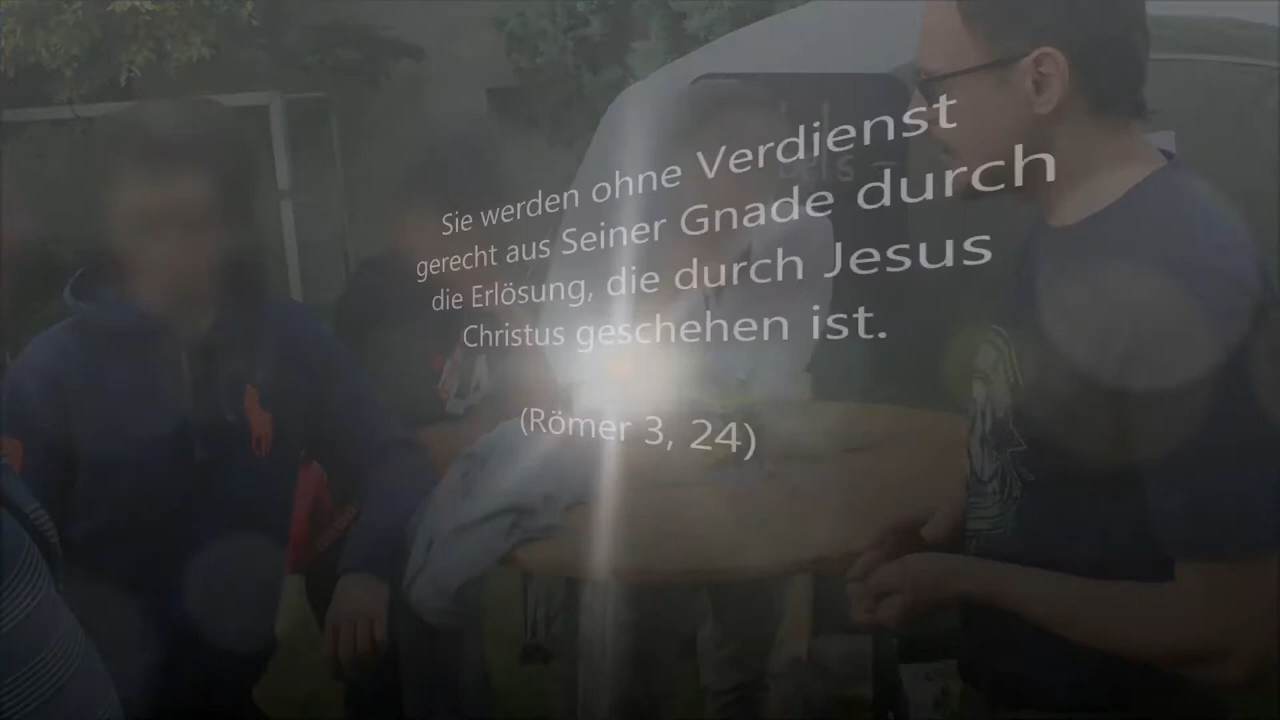 Sie werden ohne Verdienst
gerecht aus Seiner Gnade durch
die Erlösung, die durch Jesus
Christus geschehen ist.
(Römer 3, 24)